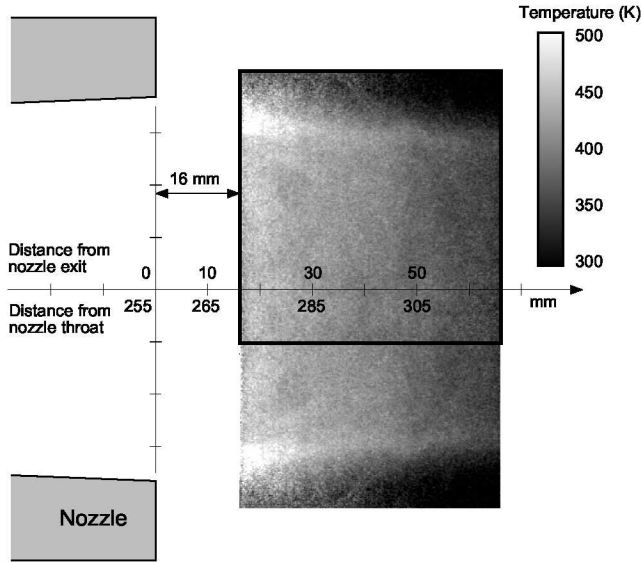 Temperature (K)
500
450
400
350
300
16 mm
Distance from
nozzle exit
0
10
30
50
Distance from
nozzle throat
255
265
285
305
mm
Nozzle